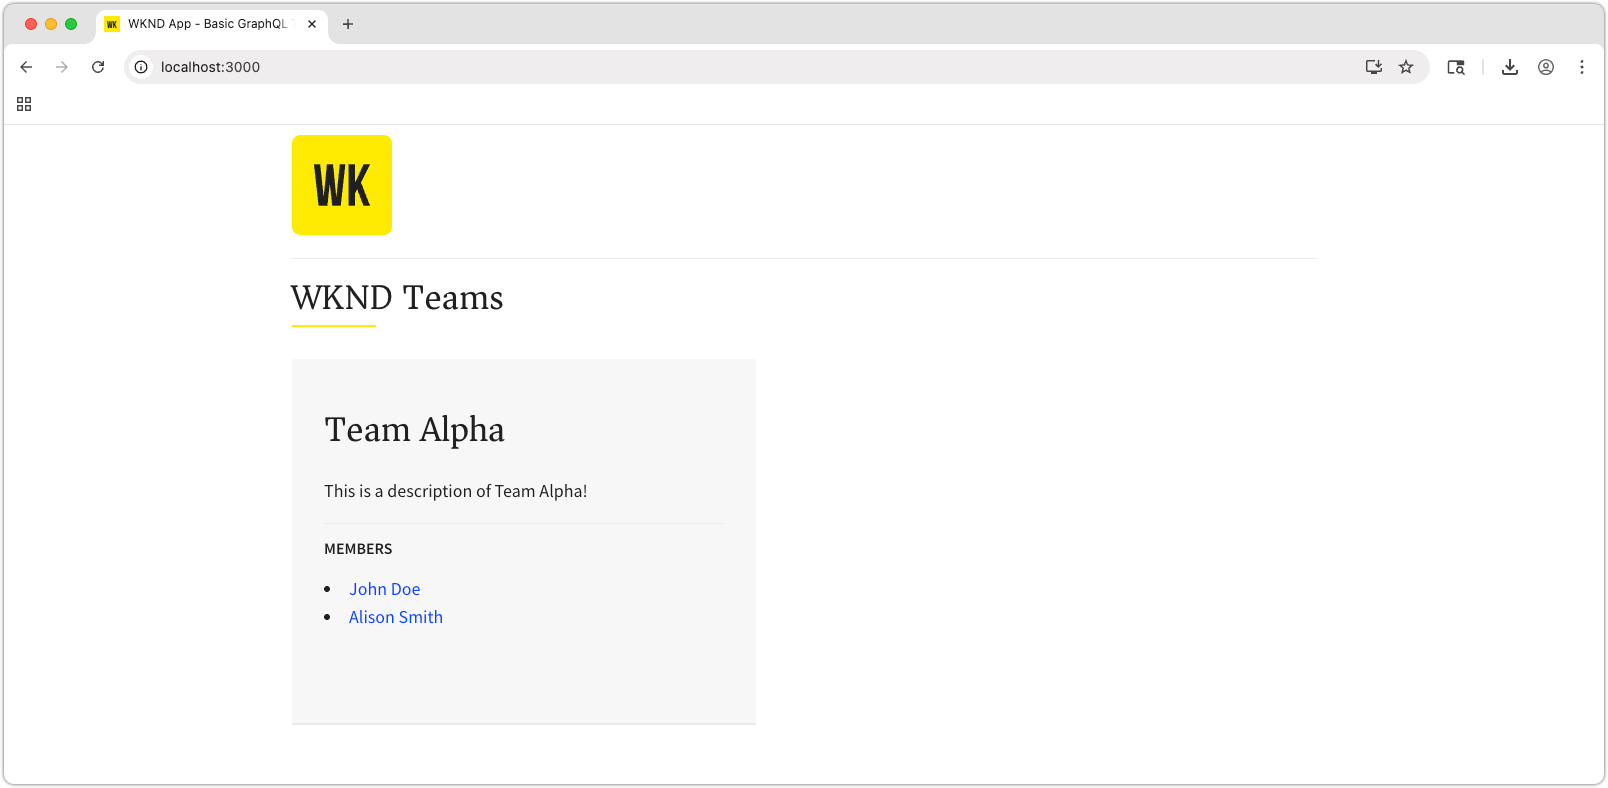 WK WKND App - Basic GraphQL
localhost:3000
WK
WKND Teams
Team Alpha
This is a description of Team Alpha!
MEMBERS
John Doe
Alison Smith